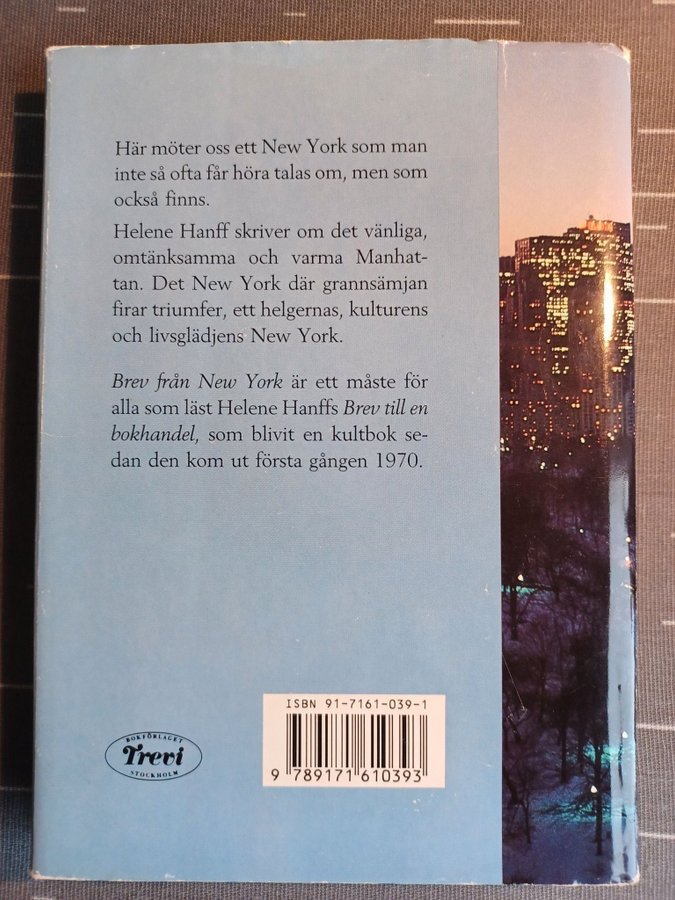 Här möter oss ett New York som man
inte så ofta får höra talas om, men som
också finns.
Helene Hanff skriver om det vänliga,
omtänksamma och varma Manhat-
tan. Det New York där grannsämjan
firar triumfer, ett helgernas, kulturens
och livsglädjens New York.
Brev från New York är ett måste för
alla som läst Helene Hanffs Brev till en
bokhandel, som blivit en kultbok se-
dan den kom ut första gången 1970.
ISBN 91-7161-039-1
9 789171 610393
BOKFÖRLAGET
Trevi
STOCKHOLM